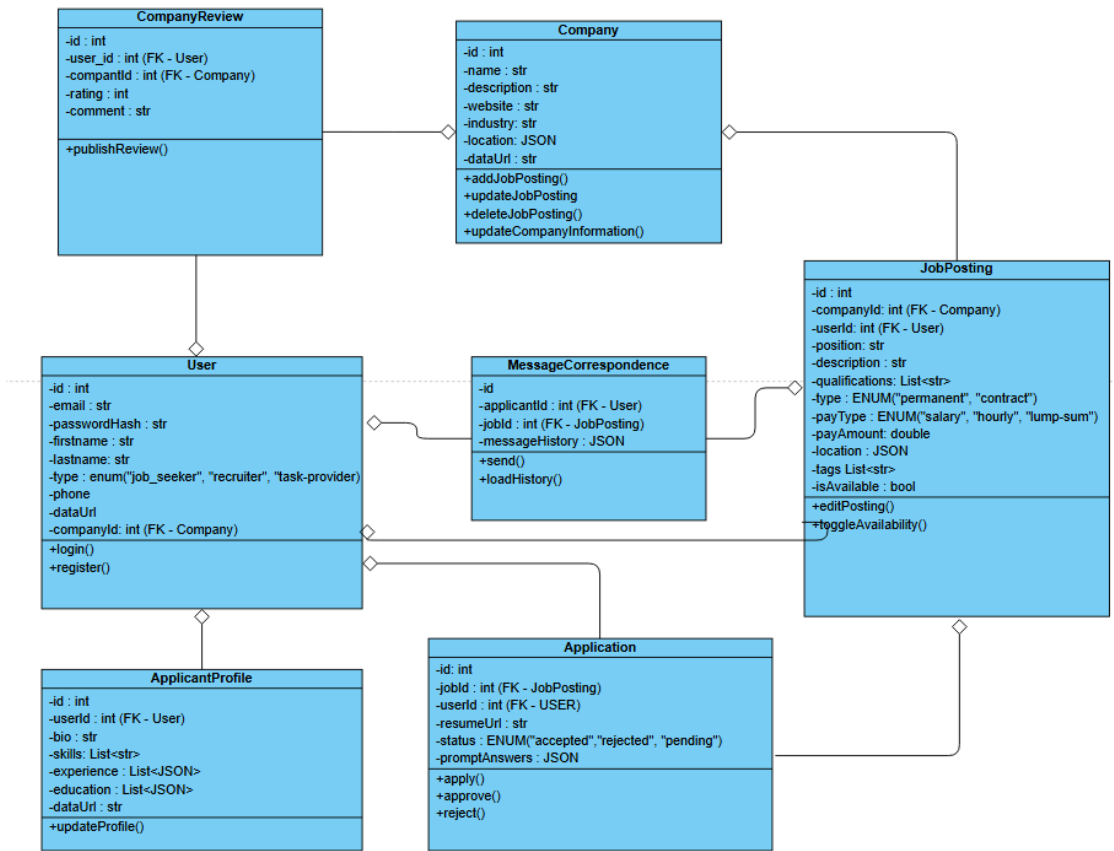 CompanyReview
-id : int
-user_id : int (FK - User)
-compantId : int (FK - Company)
-rating : int
-comment : str
+publishReview()
Company
-id : int
-name : str
-description : str
-website : str
-industry: str
-location: JSON
-dataUrl : str
+addJobPosting()
+updateJobPosting
+deleteJobPosting()
+updateCompanyInformation()
JobPosting
-id : int
-companyId: int (FK - Company)
-userId: int (FK - User)
-position: str
-description : str
-qualifications: List<str>
-type : ENUM("permanent", "contract")
-payType : ENUM("salary", "hourly", "lump-sum")
-payAmount: double
-location : JSON
-tags List<str>
-isAvailable : bool
+editPosting()
+toggleAvailability()
User
-id : int
-email : str
-passwordHash : str
-firstname : str
-lastname: str
-type : enum("job_seeker", "recruiter", "task-provider)
-phone
-dataUrl
-companyId: int (FK - Company)
+login()
+register()
MessageCorrespondence
-id
-applicantId : int (FK - User)
-jobId : int (FK - JobPosting)
-messageHistory : JSON
+send()
+loadHistory()
ApplicantProfile
-id : int
-userId : int (FK - User)
-bio : str
-skills: List<str>
-experience : List<JSON>
-education : List<JSON>
-dataUrl : str
+updateProfile()
Application
-id: int
-jobId : int (FK - JobPosting)
-userId : int (FK - USER)
-resumeUrl : str
-status : ENUM("accepted","rejected", "pending")
-promptAnswers : JSON
+apply()
+approve()
+reject()